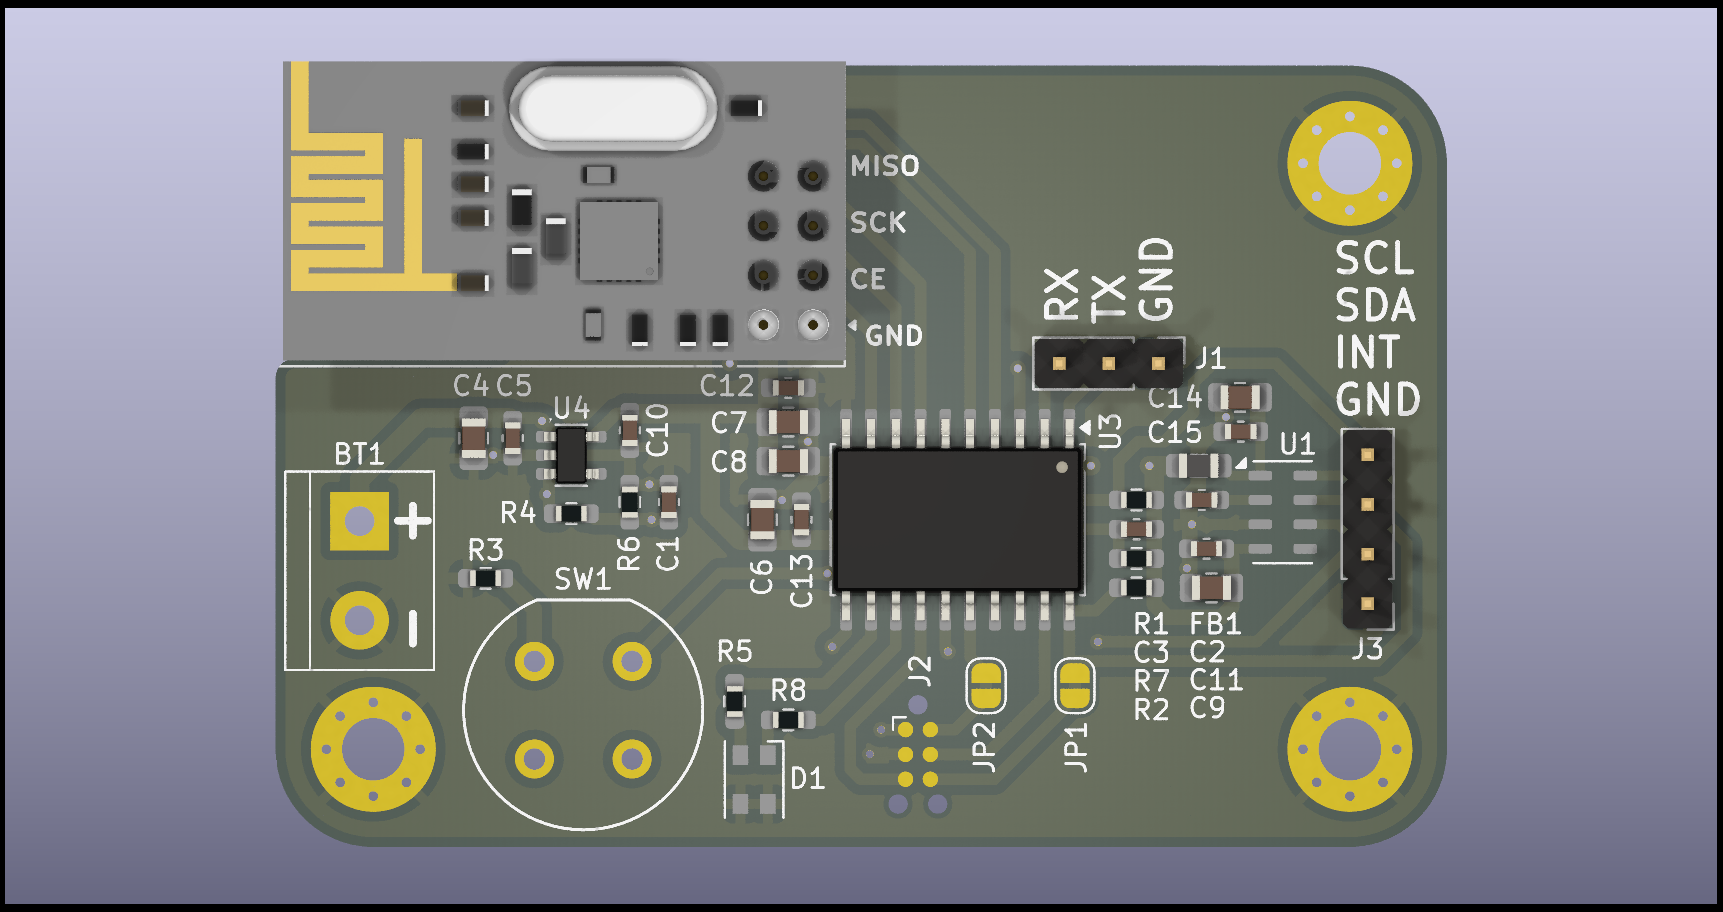 MISO
SCK
CE
GND
RX
TX
GND
SCL
SDA
INT
GND
J1
C4 C5
C12
C14
U4
C10
C7
U3
C15
U1
BT1
C8
+
R4
R3
R6
C1
C6
C13
SW1
-
R1 FB1
C3 C2
R7 C11
R2 C9
J3
R5
R8
J2
JP2
JP1
D1